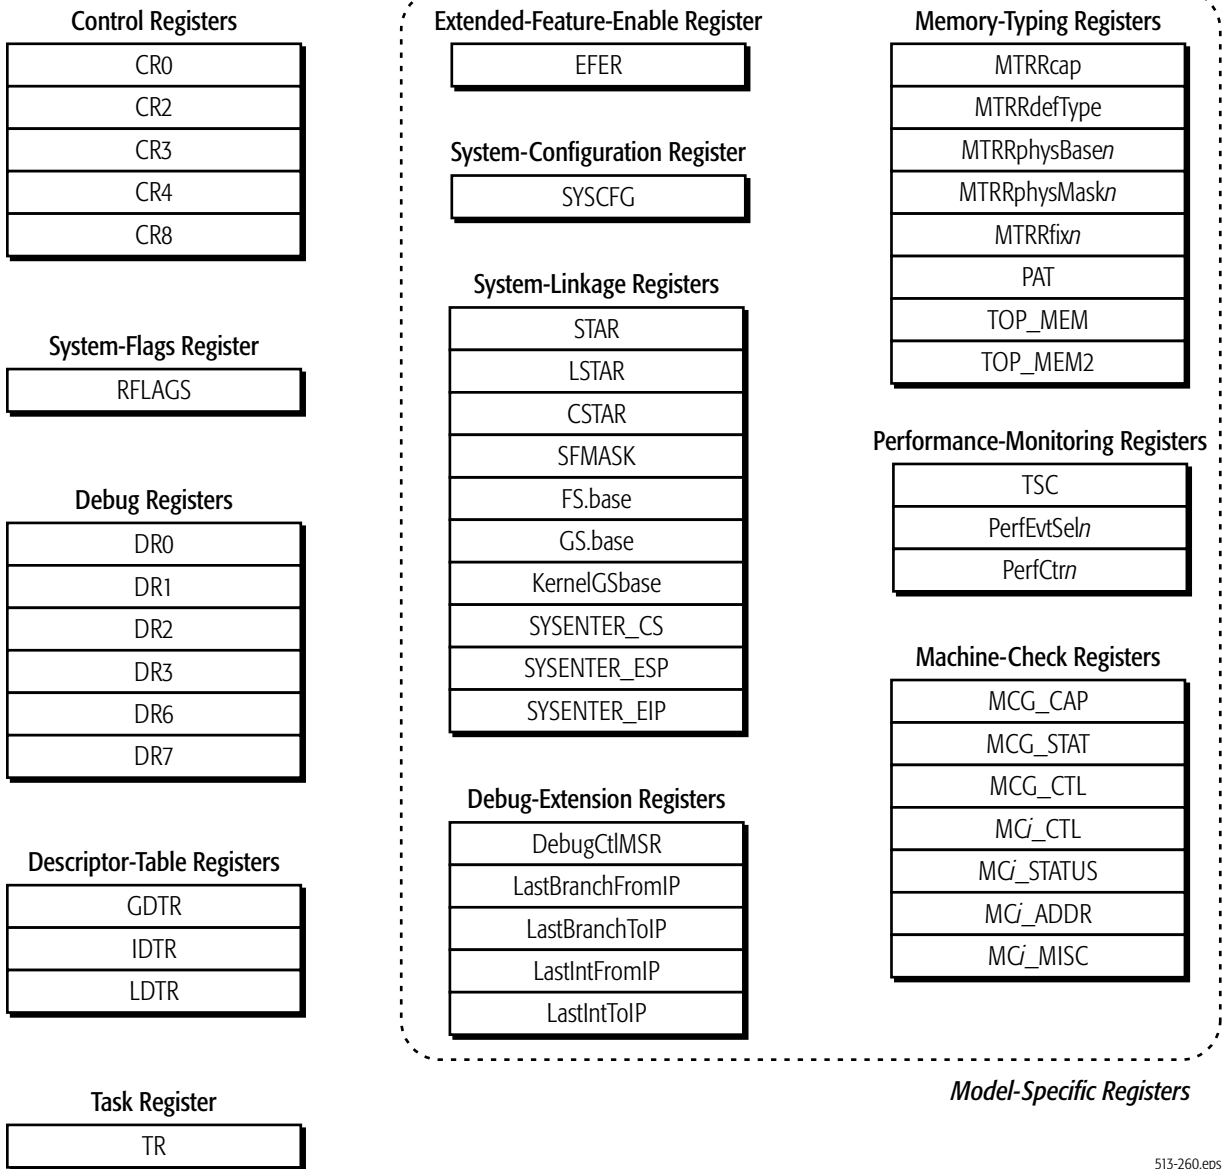 Control Registers
CR0
CR2
CR3
CR4
CR8
System-Flags Register
RFLAGS
Debug Registers
DR0
DR1
DR2
DR3
DR6
DR7
Descriptor-Table Registers
GDTR
IDTR
LDTR
Task Register
TR
Extended-Feature-Enable Register
EFER
System-Configuration Register
SYSCFG
System-Linkage Registers
STAR
LSTAR
CSTAR
SFMASK
FS.base
GS.base
KernelGSbase
SYSENTER_CS
SYSENTER_ESP
SYSENTER_EIP
Debug-Extension Registers
DebugCtlMSR
LastBranchFromIP
LastBranchToIP
LastIntFromIP
LastIntToIP
Memory-Typing Registers
MTRRcap
MTRRdefType
MTRRphysBasen
MTRRphysMaskn
MTRRfixn
PAT
TOP_MEM
TOP_MEM2
Performance-Monitoring Registers
TSC
PerfEvtSeln
PerfCtrn
Machine-Check Registers
MCG_CAP
MCG_STAT
MCG_CTL
MCi_CTL
MCi_STATUS
MCi_ADDR
MCi_MISC
Model-Specific Registers
513-260.eps